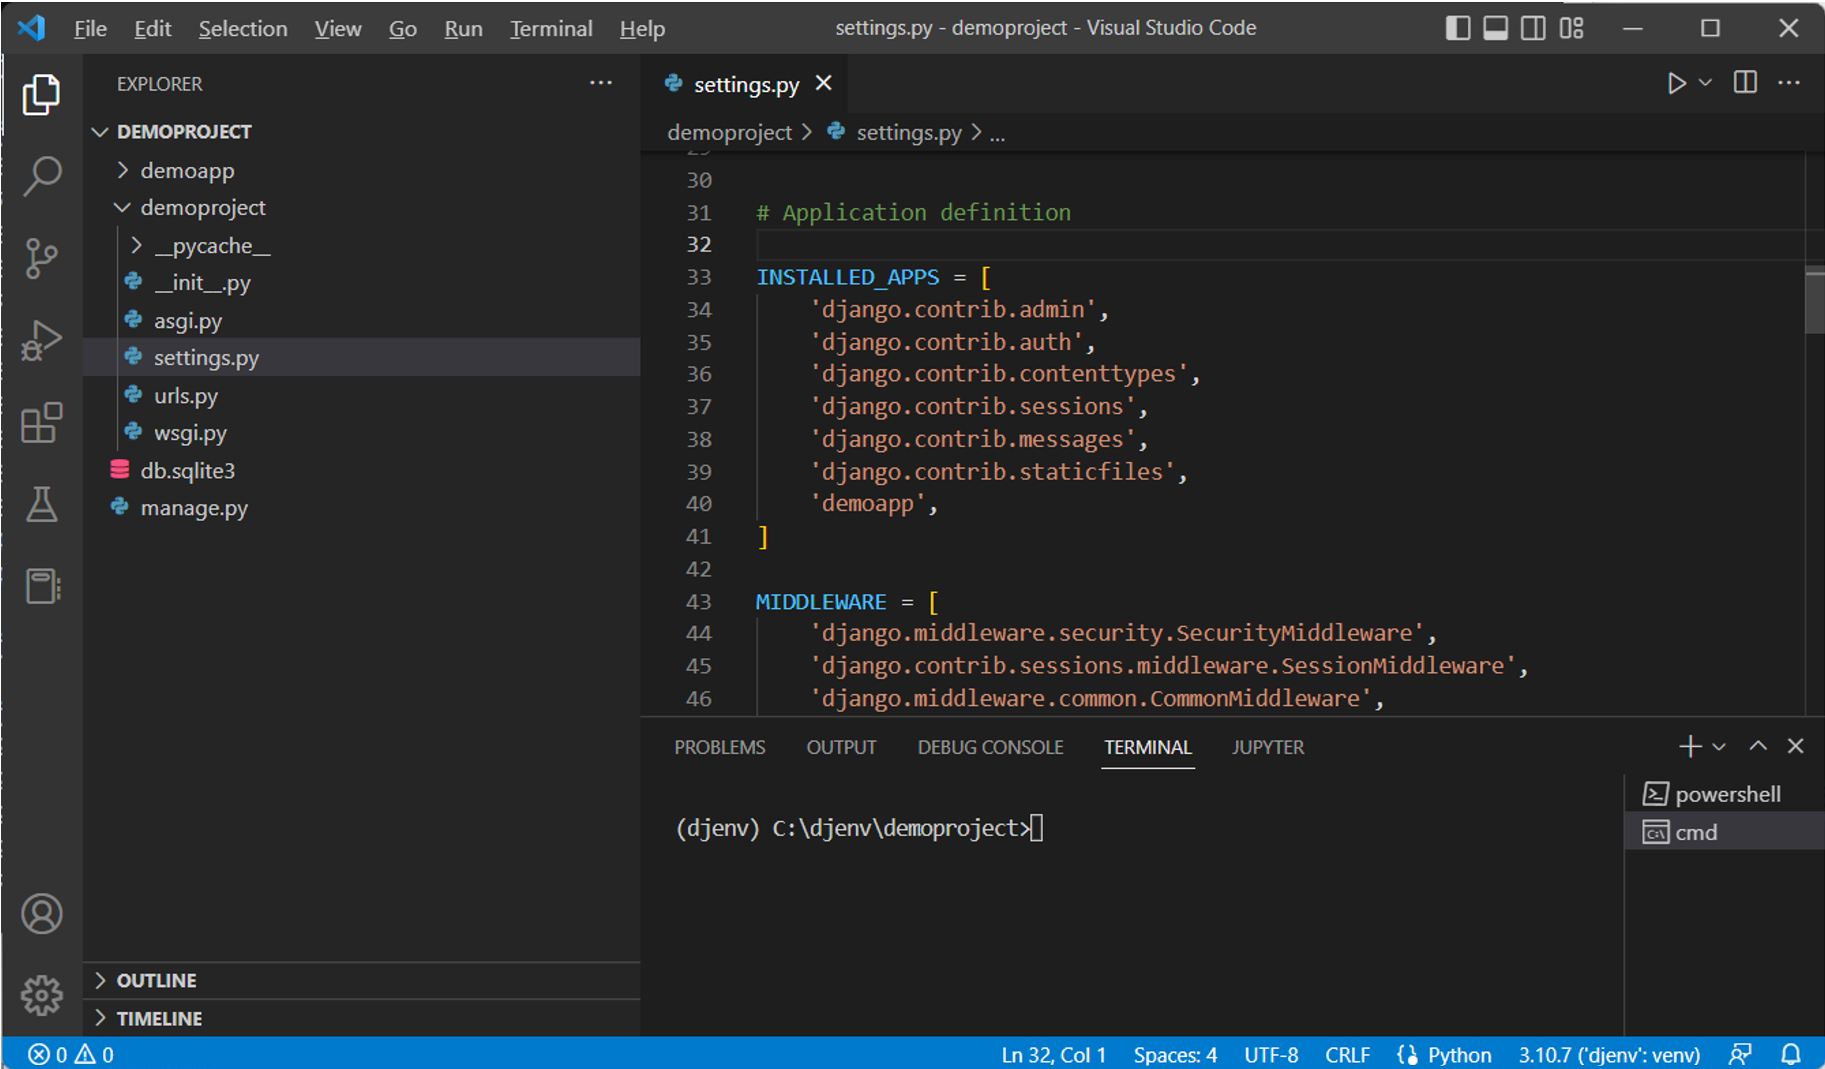 File Edit Selection View Go Run Terminal Help settings.py - demoproject - Visual Studio Code
EXPLORER
DEMOPROJECT
demoapp
demoproject
__pycache__
__init__.py
asgi.py
settings.py
urls.py
wsgi.py
db.sqlite3
manage.py
OUTLINE
TIMELINE
settings.py
demoproject > settings.py > ...
30
31 # Application definition
32
33 INSTALLED_APPS = [
34 'django.contrib.admin',
35 'django.contrib.auth',
36 'django.contrib.contenttypes',
37 'django.contrib.sessions',
38 'django.contrib.messages',
39 'django.contrib.staticfiles',
40 'demoapp',
41 ]
42
43 MIDDLEWARE = [
44 'django.middleware.security.SecurityMiddleware',
45 'django.contrib.sessions.middleware.SessionMiddleware',
46 'django.middleware.common.CommonMiddleware',
PROBLEMS OUTPUT DEBUG CONSOLE TERMINAL JUPYTER
(djenv) C:\djenv\demoproject>
powershell
cmd
0 0 Ln 32, Col 1 Spaces: 4 UTF-8 CRLF Python 3.10.7 ('djenv': venv)